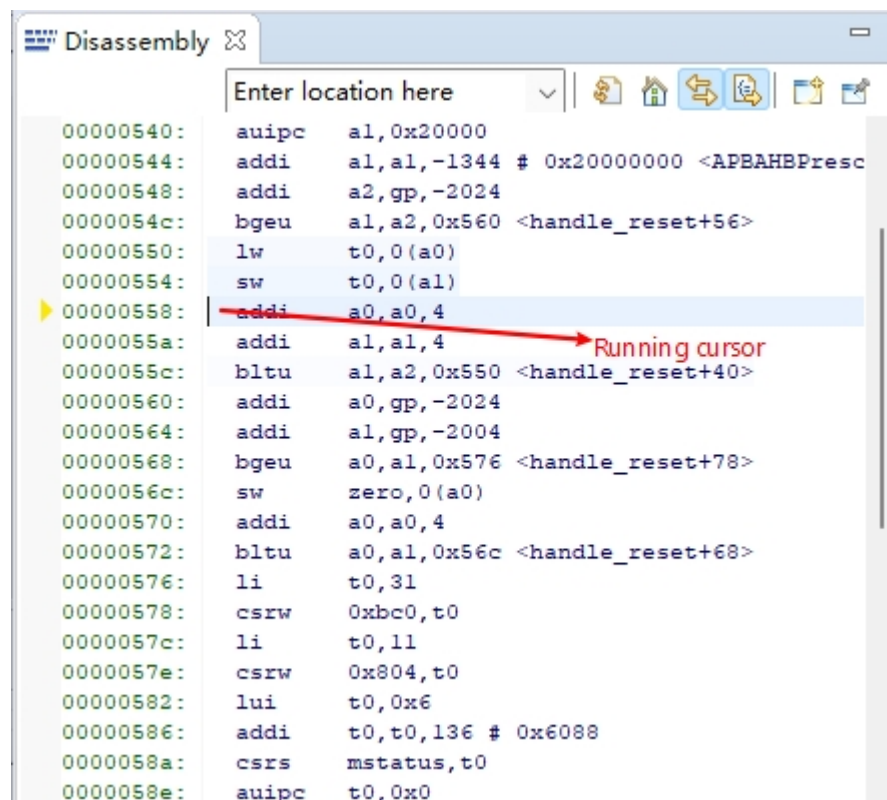 Disassembly
Enter location here
00000540: auipc a1,0x20000
00000544: addi a1,a1,-1344 # 0x20000000 <APBAHBPresc
00000548: addi a2,gp,-2024
0000054c: bgeu a1,a2,0x560 <handle_reset+56>
00000550: lw t0,0(a0)
00000554: sw t0,0(a1)
00000558: addi a0,a0,4
0000055a: addi a1,a1,4
Running cursor
0000055c: bltu a1,a2,0x550 <handle_reset+40>
00000560: addi a0,gp,-2024
00000564: addi a1,gp,-2004
00000568: bgeu a0,a1,0x576 <handle_reset+78>
0000056c: sw zero,0(a0)
00000570: addi a0,a0,4
00000572: bltu a0,a1,0x56c <handle_reset+68>
00000576: li t0,31
00000578: csrw 0xbc0,t0
0000057c: li t0,11
0000057e: csrw 0x804,t0
00000582: lui t0,0x6
00000586: addi t0,t0,136 # 0x6088
0000058a: csrs mstatus,t0
0000058e: auipc t0,0x0